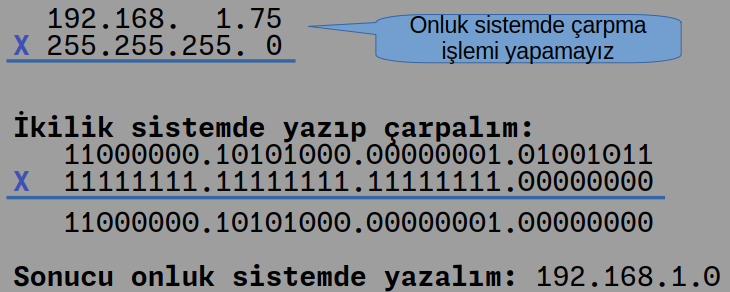 192.168.  1.75
X 255.255.255. 0
Onluk sistemde çarpma
işlemi yapamayız
İkilik sistemde yazıp çarpalım:
11000000.10101000.00000001.01001011
X 11111111.11111111.11111111.00000000
11000000.10101000.00000001.00000000
Sonucu onluk sistemde yazalım: 192.168.1.0